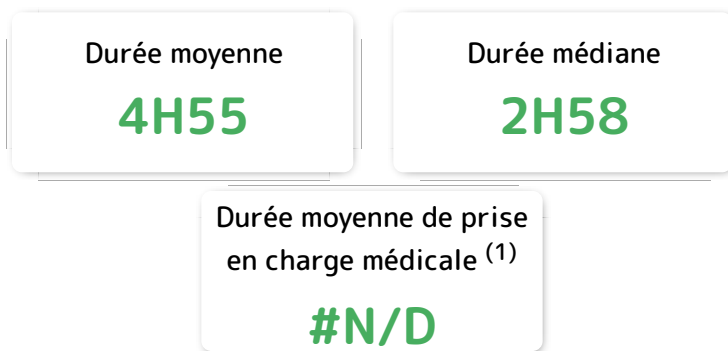 Durée moyenne
4H55
Durée médiane
2H58
Durée moyenne de prise
en charge médicale (1)
#N/D